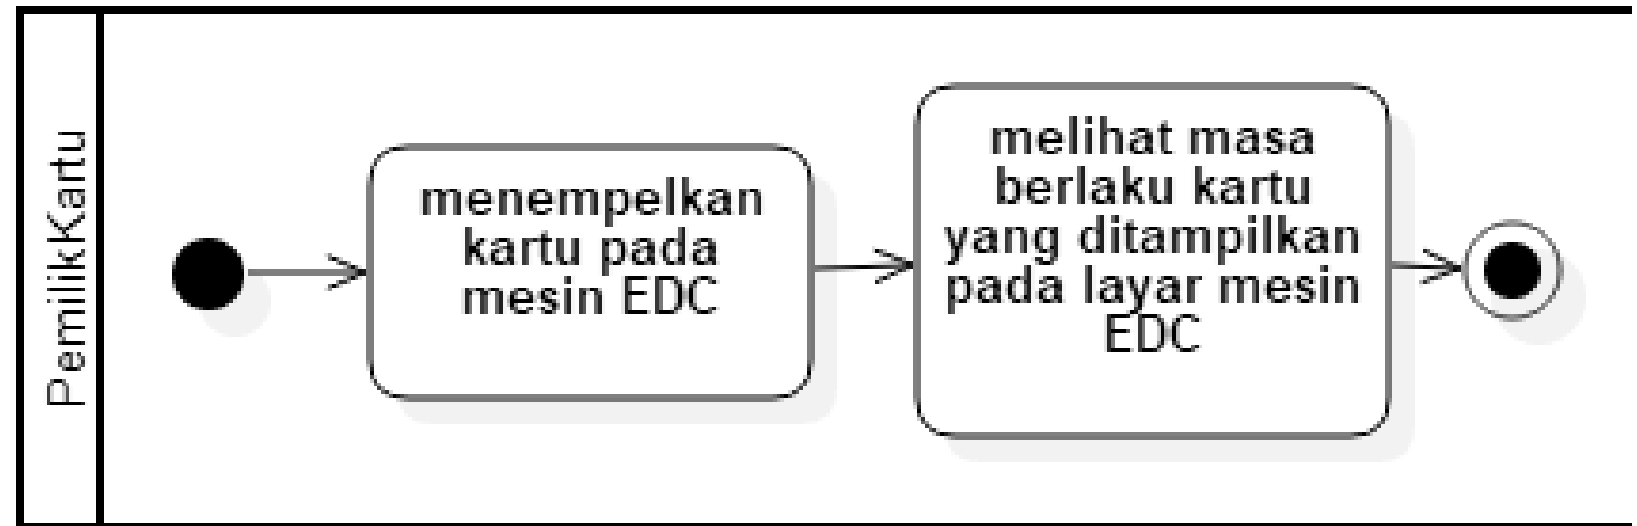 PemilikKartu
menempelkan
kartu pada
mesin EDC
melihat masa
berlaku kartu
yang ditampilkan
pada layar mesin
EDC